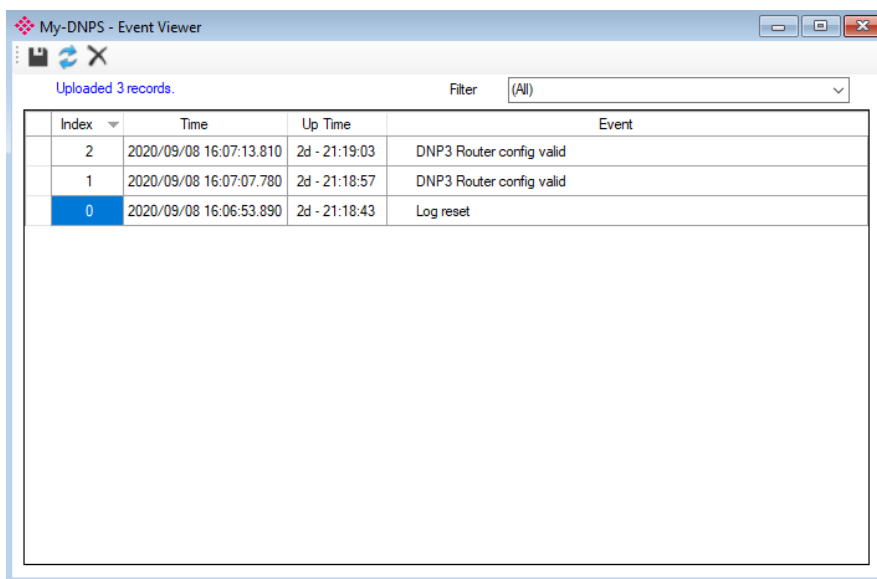 My-DNPS - Event Viewer
Uploaded 3 records. Filter (All)
Index Time Up Time Event
2 2020/09/08 16:07:13.810 2d - 21:19:03 DNP3 Router config valid
1 2020/09/08 16:07:07.780 2d - 21:18:57 DNP3 Router config valid
0 2020/09/08 16:06:53.890 2d - 21:18:43 Log reset